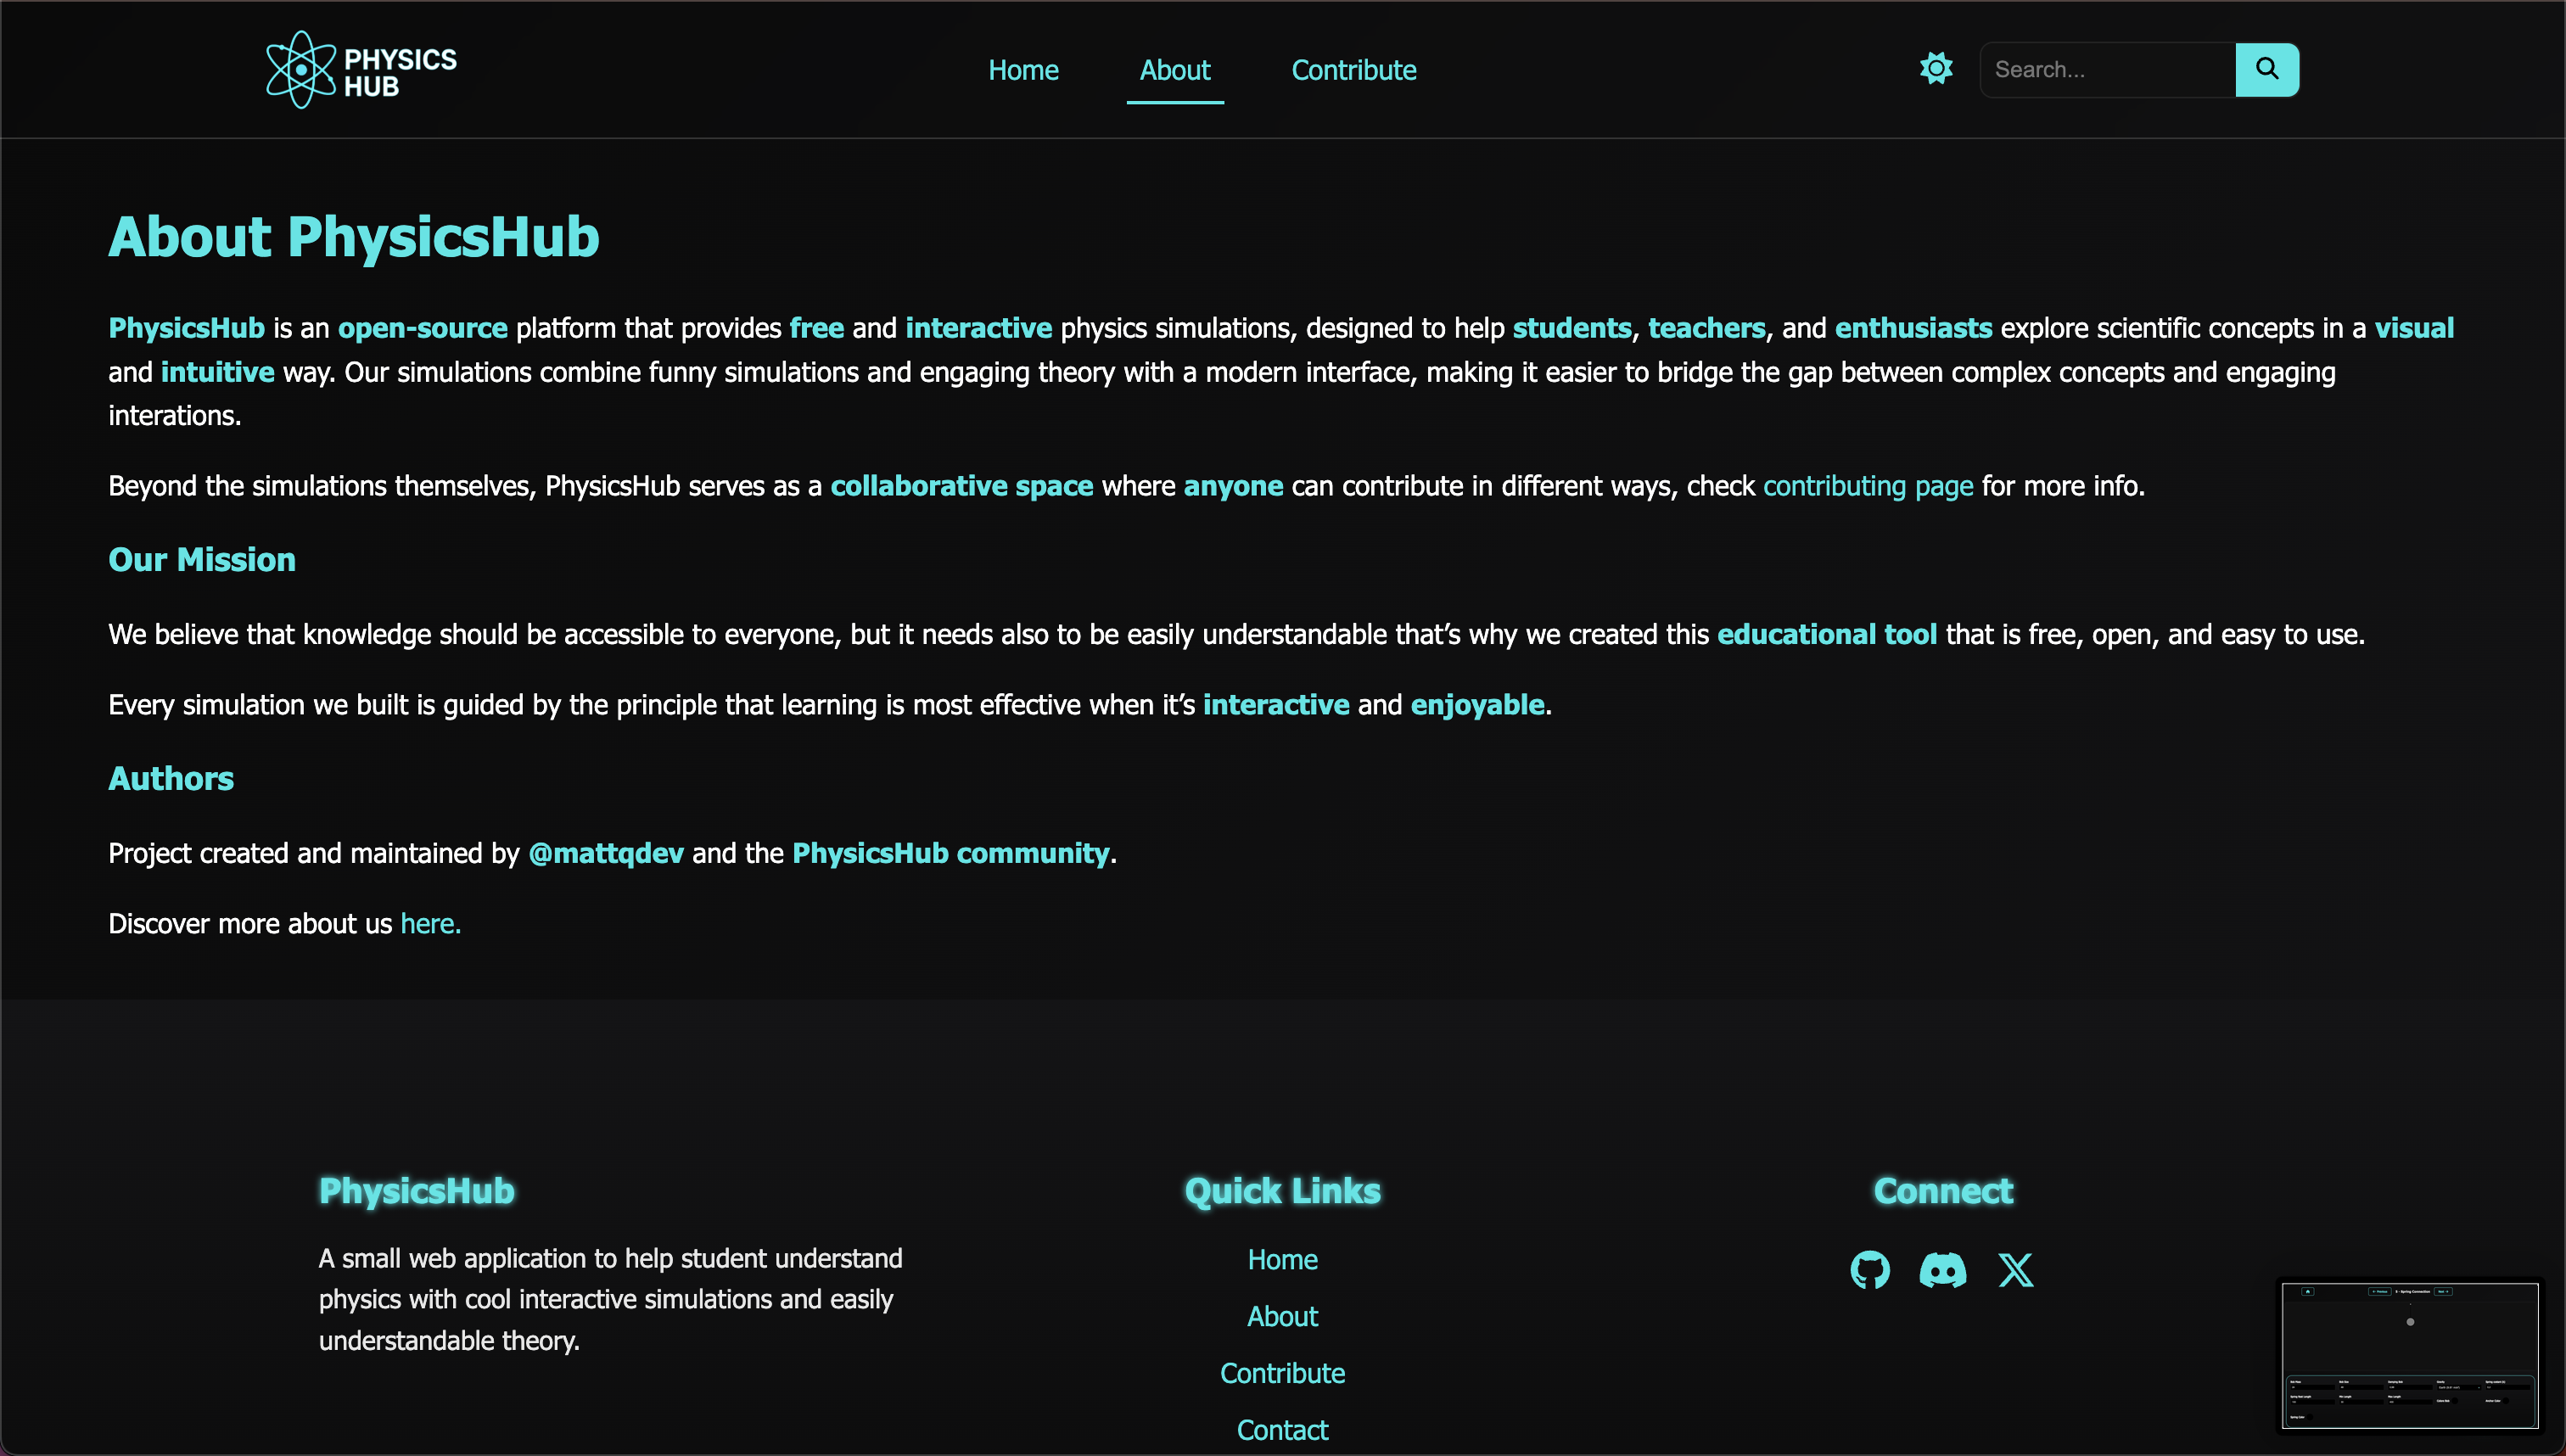 PHYSICS
HUB
Home
About
Contribute
Search...
About PhysicsHub
PhysicsHub is an open-source platform that provides free and interactive physics simulations, designed to help students, teachers, and enthusiasts explore scientific concepts in a visual
and intuitive way. Our simulations combine funny simulations and engaging theory with a modern interface, making it easier to bridge the gap between complex concepts and engaging
interations.
Beyond the simulations themselves, PhysicsHub serves as a collaborative space where anyone can contribute in different ways, check contributing page for more info.
Our Mission
We believe that knowledge should be accessible to everyone, but it needs also to be easily understandable that’s why we created this educational tool that is free, open, and easy to use.
Every simulation we built is guided by the principle that learning is most effective when it’s interactive and enjoyable.
Authors
Project created and maintained by @mattqdev and the PhysicsHub community.
Discover more about us here.
PhysicsHub
A small web application to help student understand
physics with cool interactive simulations and easily
understandable theory.
Quick Links
Home
About
Contribute
Contact
Connect